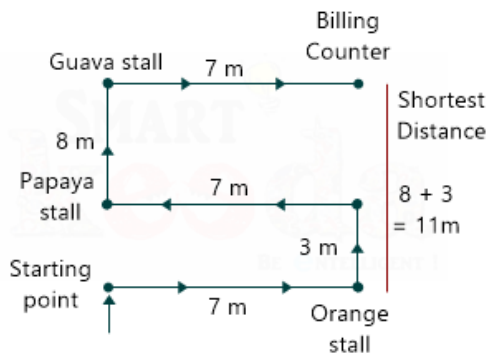 Billing
Counter
Guava stall
7 m
Shortest
Distance
8 m
Papaya
stall
7 m
8 + 3
= 11m
3 m
Starting
point
7 m
Orange
stall
SMART